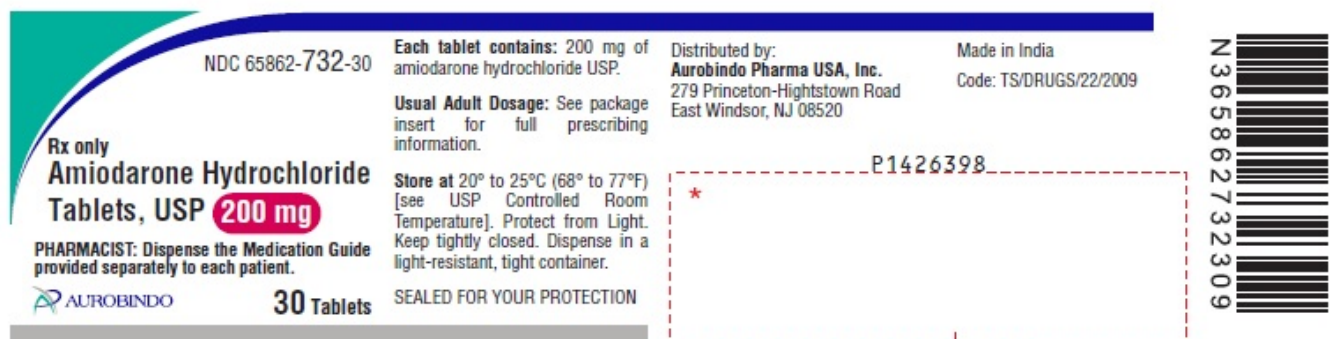 NDC 65862-732-30
Rx only
Amiodarone Hydrochloride
Tablets, USP 200 mg
PHARMACIST: Dispense the Medication Guide
provided separately to each patient.
AUROBINDO
30 Tablets
Each tablet contains: 200 mg of
amiodarone hydrochloride USP.
Usual Adult Dosage: See package
insert for full prescribing
information.
Store at 20° to 25°C (68° to 77°F)
[see USP Controlled Room
Temperature]. Protect from Light.
Keep tightly closed. Dispense in a
light-resistant, tight container.
SEALED FOR YOUR PROTECTION
Distributed by:
Aurobindo Pharma USA, Inc.
279 Princeton-Hightstown Road
East Windsor, NJ 08520
Made in India
Code: TS/DRUGS/22/2009
P1426398
*
N3658627323309